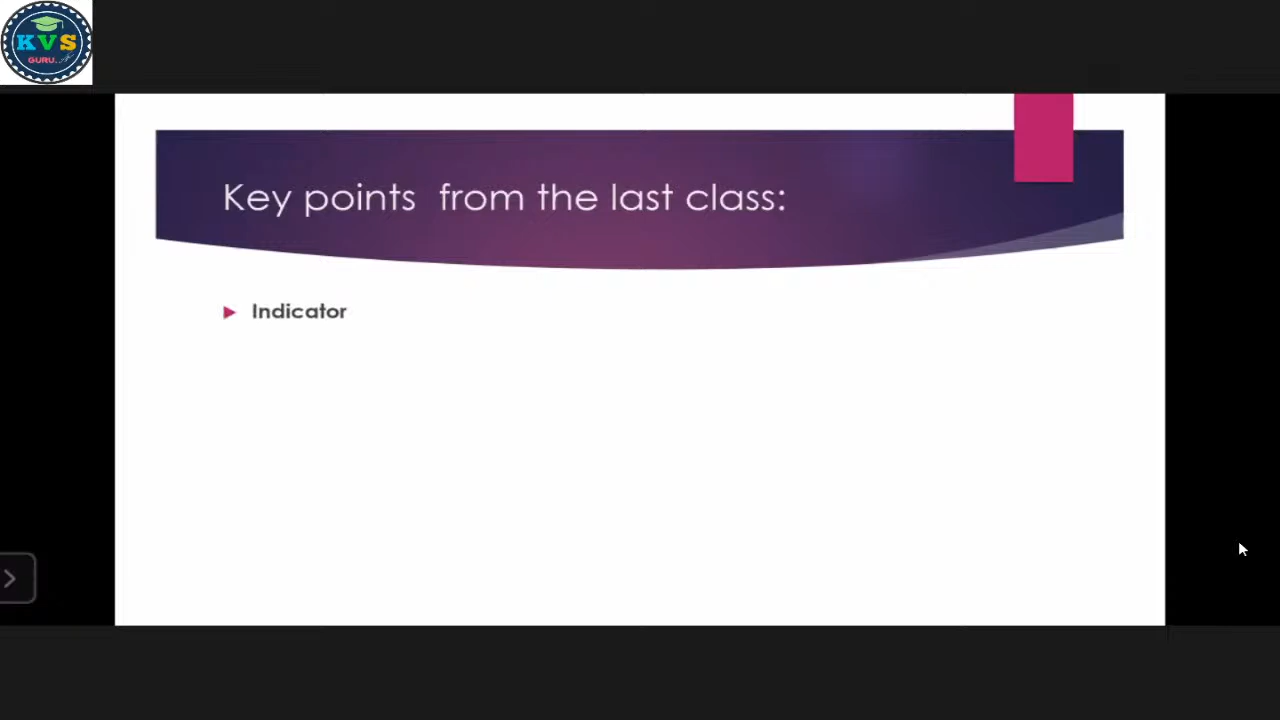 KVS
GURU
Key points from the last class:
Indicator